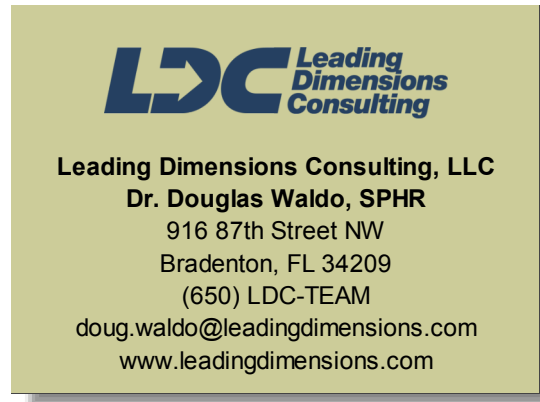 LDC Leading
Dimensions
Consulting
Leading Dimensions Consulting, LLC
Dr. Douglas Waldo, SPHR
916 87th Street NW
Bradenton, FL 34209
(650) LDC-TEAM
doug.waldo@leadingdimensions.com
www.leadingdimensions.com